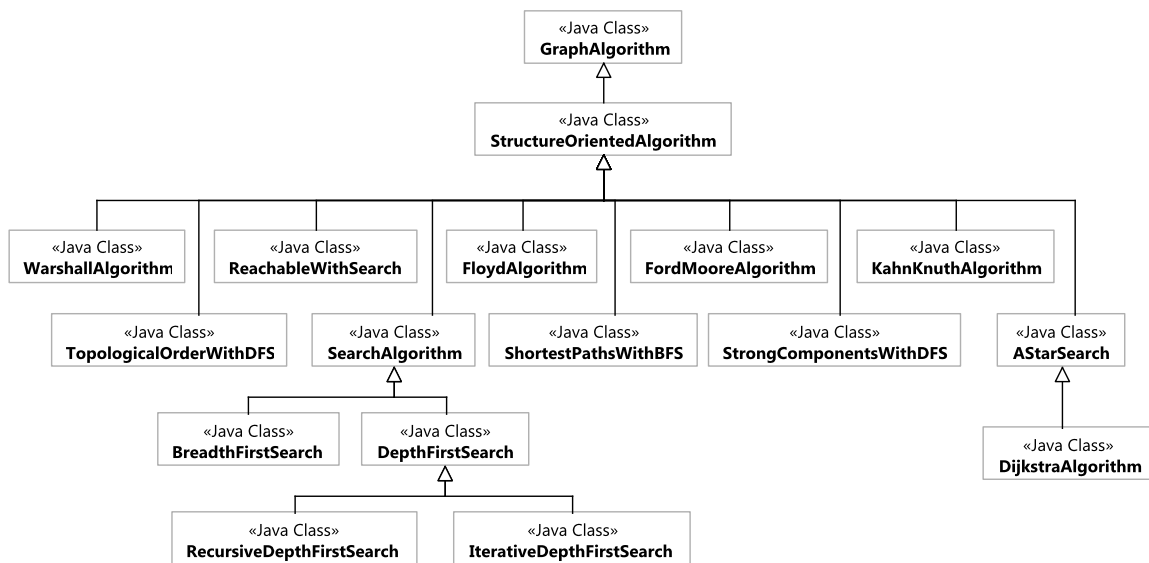 «Java Class»
GraphAlgorithm
«Java Class»
StructureOrientedAlgorithm
«Java Class»
WarshallAlgorithm
«Java Class»
ReachableWithSearch
«Java Class»
FloydAlgorithm
«Java Class»
FordMooreAlgorithm
«Java Class»
KahnKnuthAlgorithm
«Java Class»
TopologicalOrderWithDFS
«Java Class»
SearchAlgorithm
«Java Class»
ShortestPathsWithBFS
«Java Class»
StrongComponentsWithDFS
«Java Class»
AStarSearch
«Java Class»
BreadthFirstSearch
«Java Class»
DepthFirstSearch
«Java Class»
DijkstraAlgorithm
«Java Class»
RecursiveDepthFirstSearch
«Java Class»
IterativeDepthFirstSearch